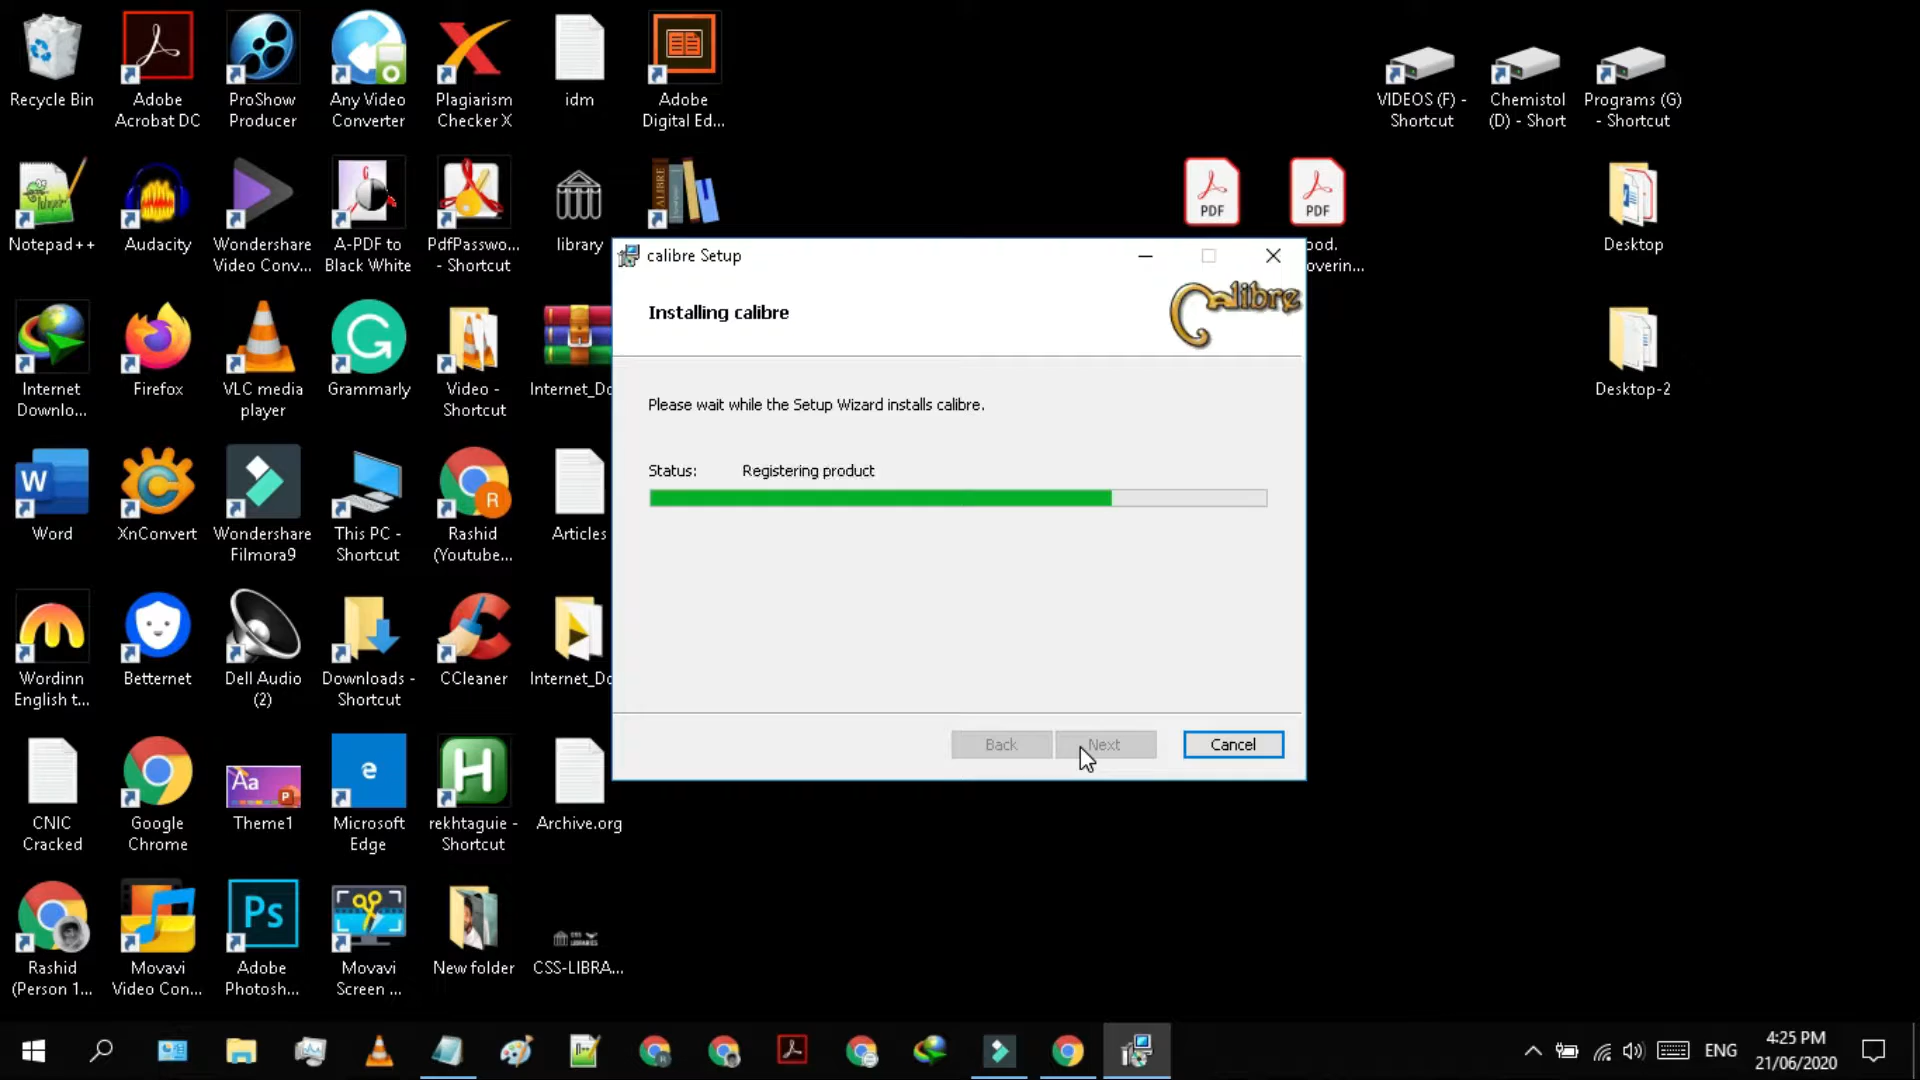 Recycle Bin
Adobe
Acrobat DC
ProShow
Producer
Any Video
Converter
Plagiarism
Checker X
idm
Adobe
Digital Ed...
VIDEOS (F) -
Shortcut
Chemistol
(D) - Short
Programs (G)
- Shortcut
Notepad++
Audacity
Wondershare
Video Conv...
A-PDF to
Black White
PdfPasswo...
- Shortcut
library
CALIBRE
PDF
PDF
ood.
overin...
Desktop
calibre Setup
Installing calibre
Calibre
Please wait while the Setup Wizard installs calibre.
Status:
Registering product
Back
Next
Cancel
Internet
Downlo...
Firefox
VLC media
player
Grammarly
Video -
Shortcut
Internet_Do
Desktop-2
W
Word
XnConvert
Wondershare
Filmora9
This PC -
Shortcut
R
Rashid
(Youtube...
Articles
Wordinn
English t...
Betternet
Dell Audio
(2)
Downloads -
Shortcut
CCleaner
Internet_Do
CNIC
Cracked
Google
Chrome
Aa
Theme1
Microsoft
Edge
rekhtaguie -
Shortcut
Archive.org
Rashid
(Person 1...
Movavi
Video Con...
Ps
Adobe
Photosh...
Movavi
Screen ...
New folder
CSS-LIBRA...
ENG
4:25 PM
21/06/2020